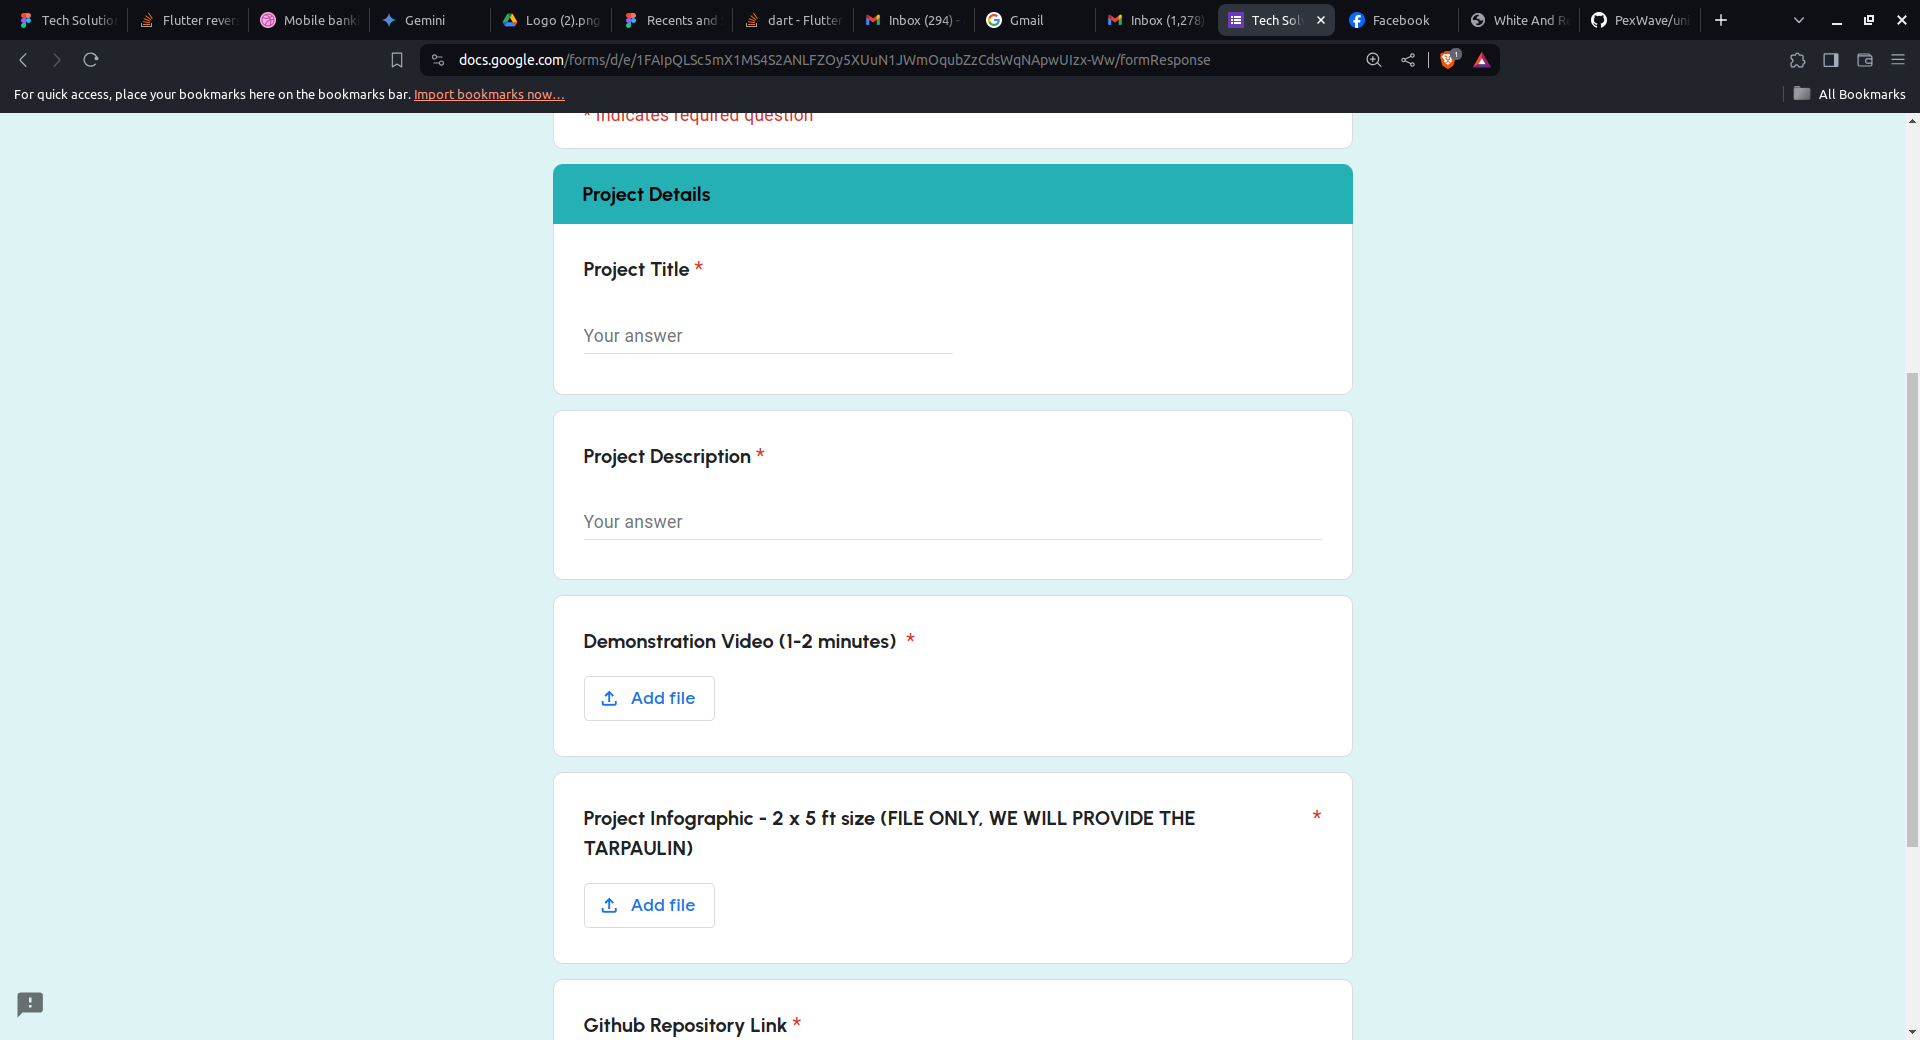 Tech Solutio
Flutter rever
Mobile bank
Gemini
Logo (2).png
Recents and
dart - Flutter
Inbox (294) -
Gmail
Inbox (1,278)
Tech Sol
Facebook
White And Re
PexWave/uni
docs.google.com/forms/d/e/1FAIpQLSc5mX1MS4S2ANLFZOy5XUuN1JWmOqubZzCdsWqNApwUIzx-Ww/formResponse
1
For quick access, place your bookmarks here on the bookmarks bar. Import bookmarks now...
All Bookmarks
* Indicates required question
Project Details
Project Title *
Your answer
Project Description *
Your answer
Demonstration Video (1-2 minutes) *
Add file
Project Infographic - 2 x 5 ft size (FILE ONLY, WE WILL PROVIDE THE *
TARPAULIN)
Add file
Github Repository Link *